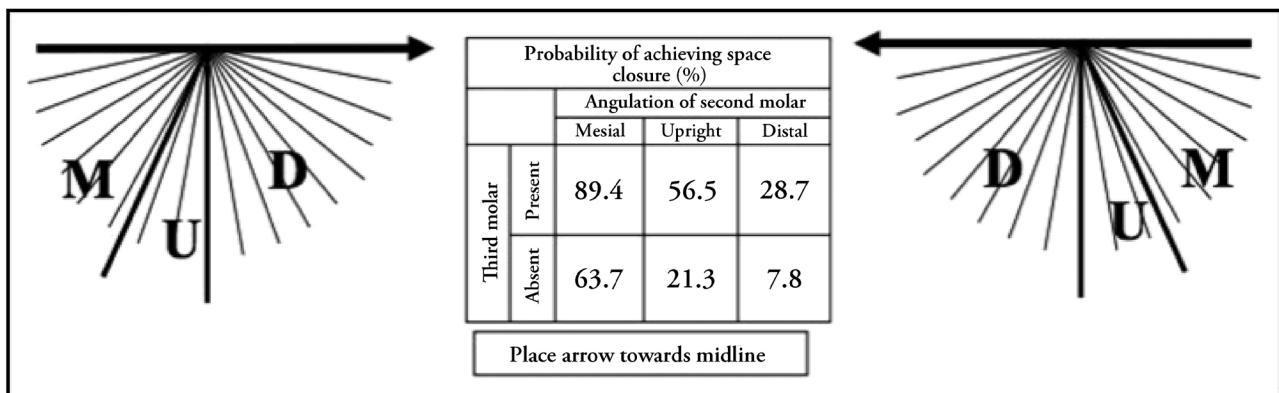 M
U
D
Probability of achieving space
closure (%)
Angulation of second molar
Mesial Upright Distal
Third molar
Present
89.4 56.5 28.7
Absent
63.7 21.3 7.8
Place arrow towards midline
D
U
M